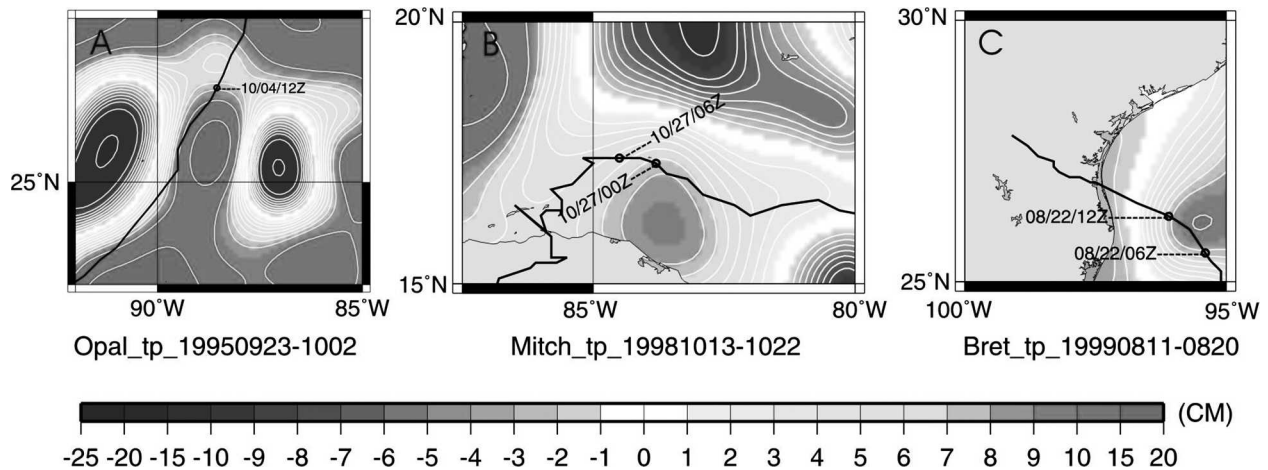 A
10/04/12Z
25˚N
90˚W
85˚W
Opal_tp_19950923-1002
20˚N
B
10/27/06Z
10/27/00Z
15˚N
85˚W
80˚W
Mitch_tp_19981013-1022
30˚N
C
08/22/12Z
08/22/06Z
25˚N
100˚W
95˚W
Bret_tp_19990811-0820
(CM)
-25 -20 -15 -10 -9 -8 -7 -6 -5 -4 -3 -2 -1 0 1 2 3 4 5 6 7 8 9 10 15 20